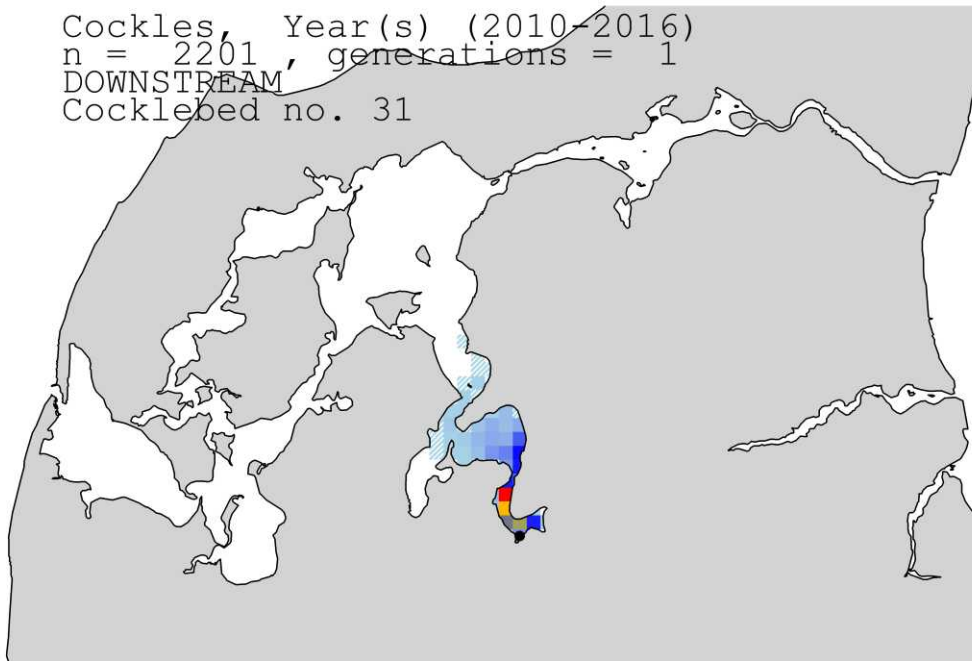 Cockles, Year(s) (2010-2016)
n = 2201 , generations = 1
DOWNSTREAM
Cocklebed no. 31